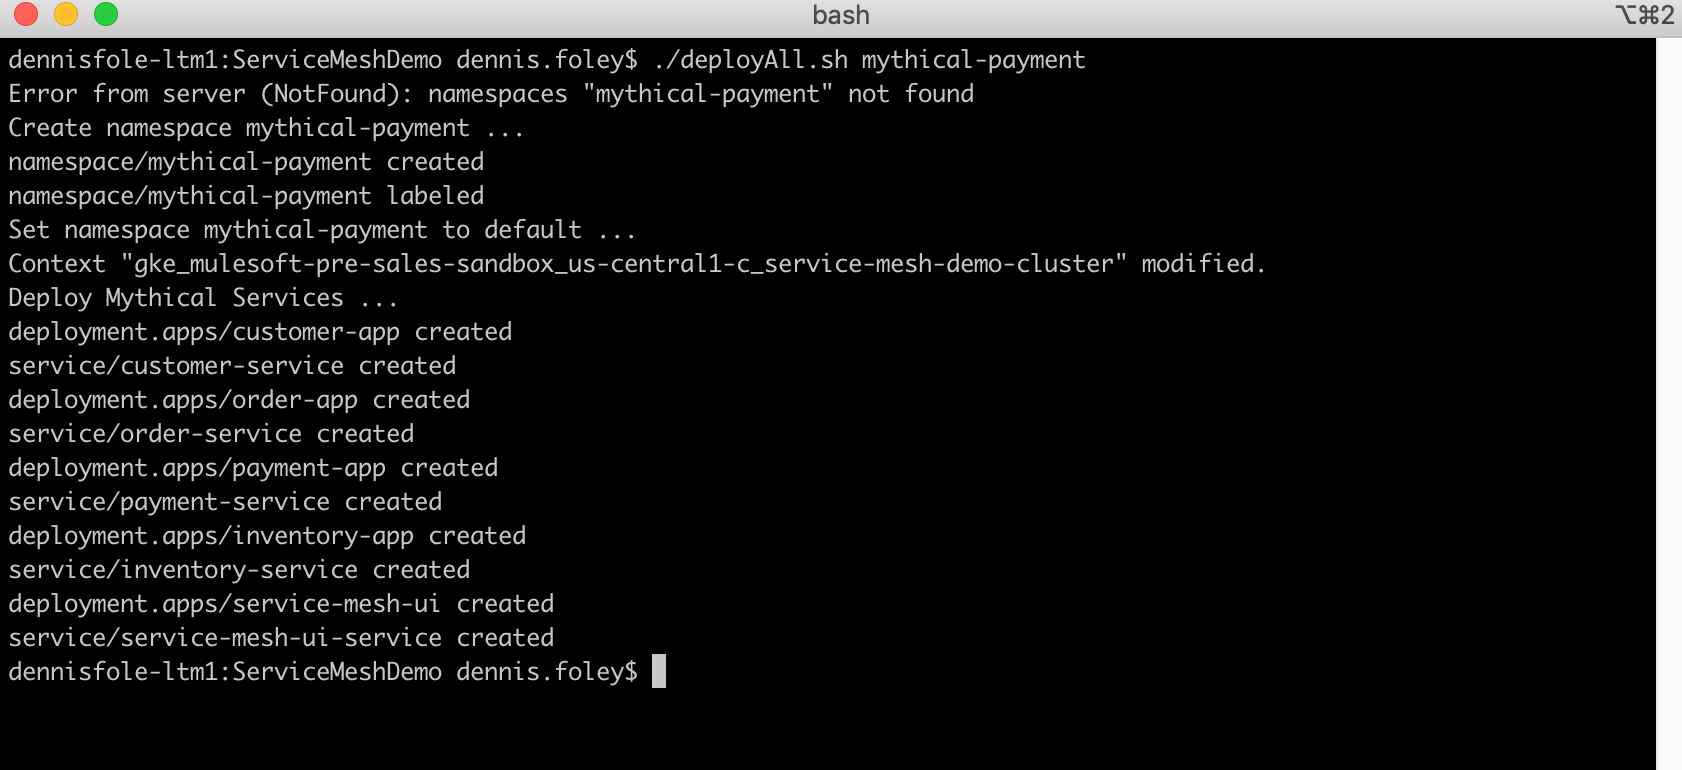 bash
⌥⌘2
dennisfole-ltm1:ServiceMeshDemo dennis.foley$ ./deployAll.sh mythical-payment
Error from server (NotFound): namespaces "mythical-payment" not found
Create namespace mythical-payment ...
namespace/mythical-payment created
namespace/mythical-payment labeled
Set namespace mythical-payment to default ...
Context "gke_mulesoft-pre-sales-sandbox_us-central1-c_service-mesh-demo-cluster" modified.
Deploy Mythical Services ...
deployment.apps/customer-app created
service/customer-service created
deployment.apps/order-app created
service/order-service created
deployment.apps/payment-app created
service/payment-service created
deployment.apps/inventory-app created
service/inventory-service created
deployment.apps/service-mesh-ui created
service/service-mesh-ui-service created
dennisfole-ltm1:ServiceMeshDemo dennis.foley$